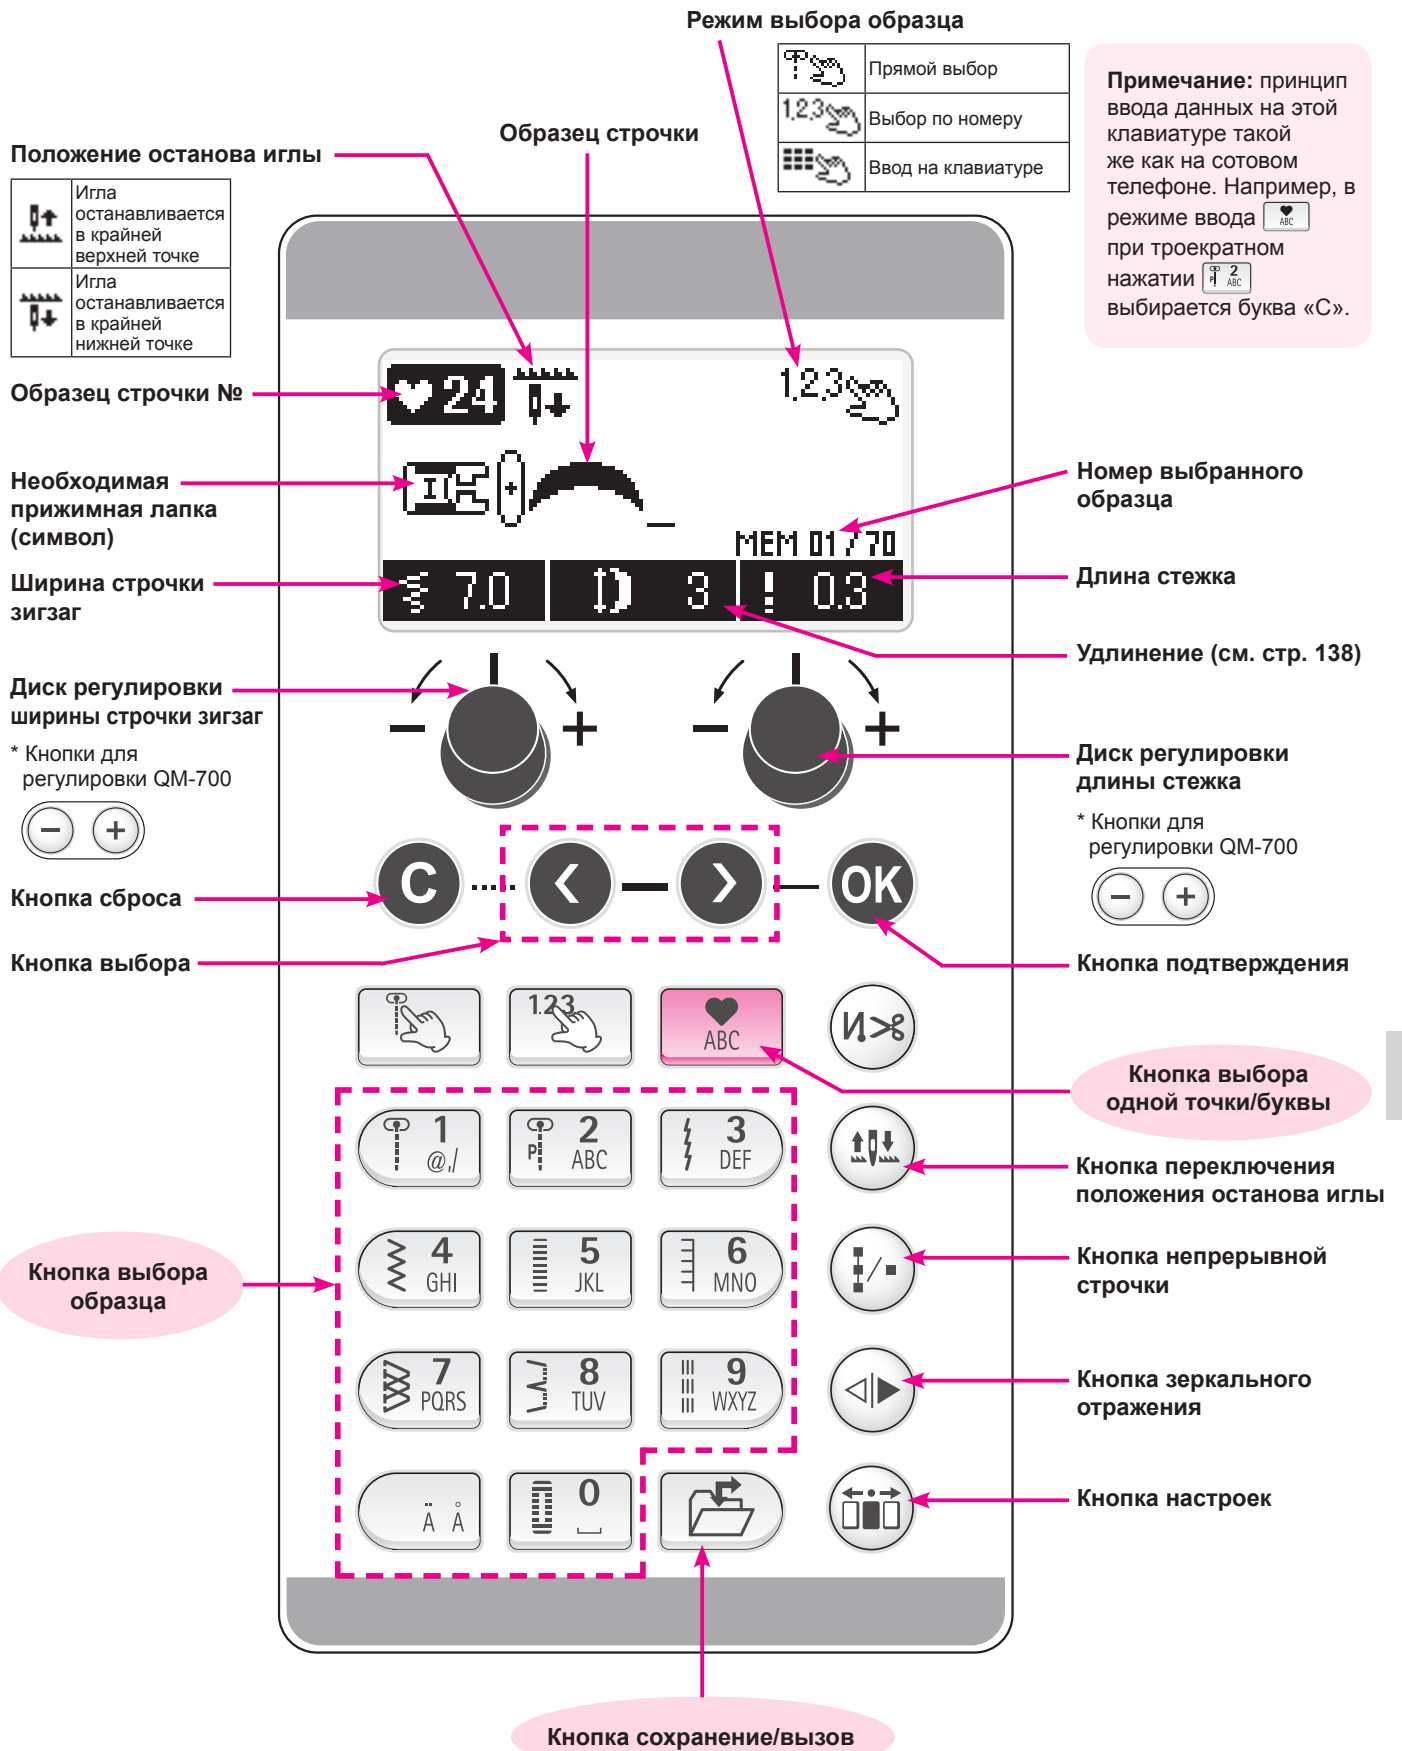 Режим выбора образца
Прямой выбор
1,2,3
Выбор по номеру
Ввод на клавиатуре
Примечание: принцип
ввода данных на этой
клавиатуре такой
же как на сотовом
телефоне. Например, в
режиме ввода ABC
при троекратном
нажатии P 2 ABC
выбирается буква «C».
Образец строчки
Положение останова иглы
Игла
останавливается
в крайней
верхней точке
Игла
останавливается
в крайней
нижней точке
Образец строчки №
24
1,2,3
Необходимая
прижимная лапка
(символ)
Номер выбранного
образца
MEM 01 / 70
Ширина строчки
зигзаг
7.0
3
0.3
Длина стежка
Удлинение (см. стр. 138)
Диск регулировки
ширины строчки зигзаг
− +
− +
* Кнопки для
регулировки QM-700
− +
Диск регулировки
длины стежка
* Кнопки для
регулировки QM-700
− +
C
OK
Кнопка сброса
Кнопка выбора
Кнопка подтверждения
1,2,3
ABC
Кнопка выбора
одной точки/буквы
1
@,/
P 2
ABC
3
DEF
Кнопка переключения
положения останова иглы
4
GHI
5
JKL
6
MNO
Кнопка непрерывной
строчки
Кнопка выбора
образца
7
PQRS
8
TUV
9
WXYZ
Кнопка зеркального
отражения
Ä Å
0
Кнопка настроек
Кнопка сохранение/вызов